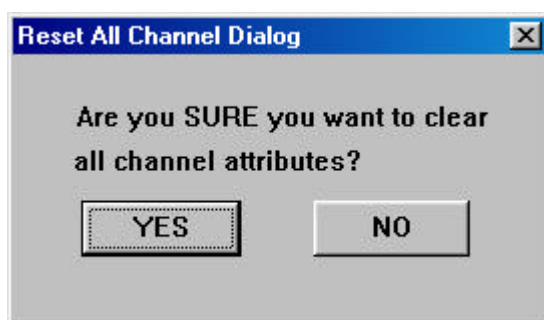 Reset All Channel Dialog
Are you SURE you want to clear
all channel attributes?
YES NO